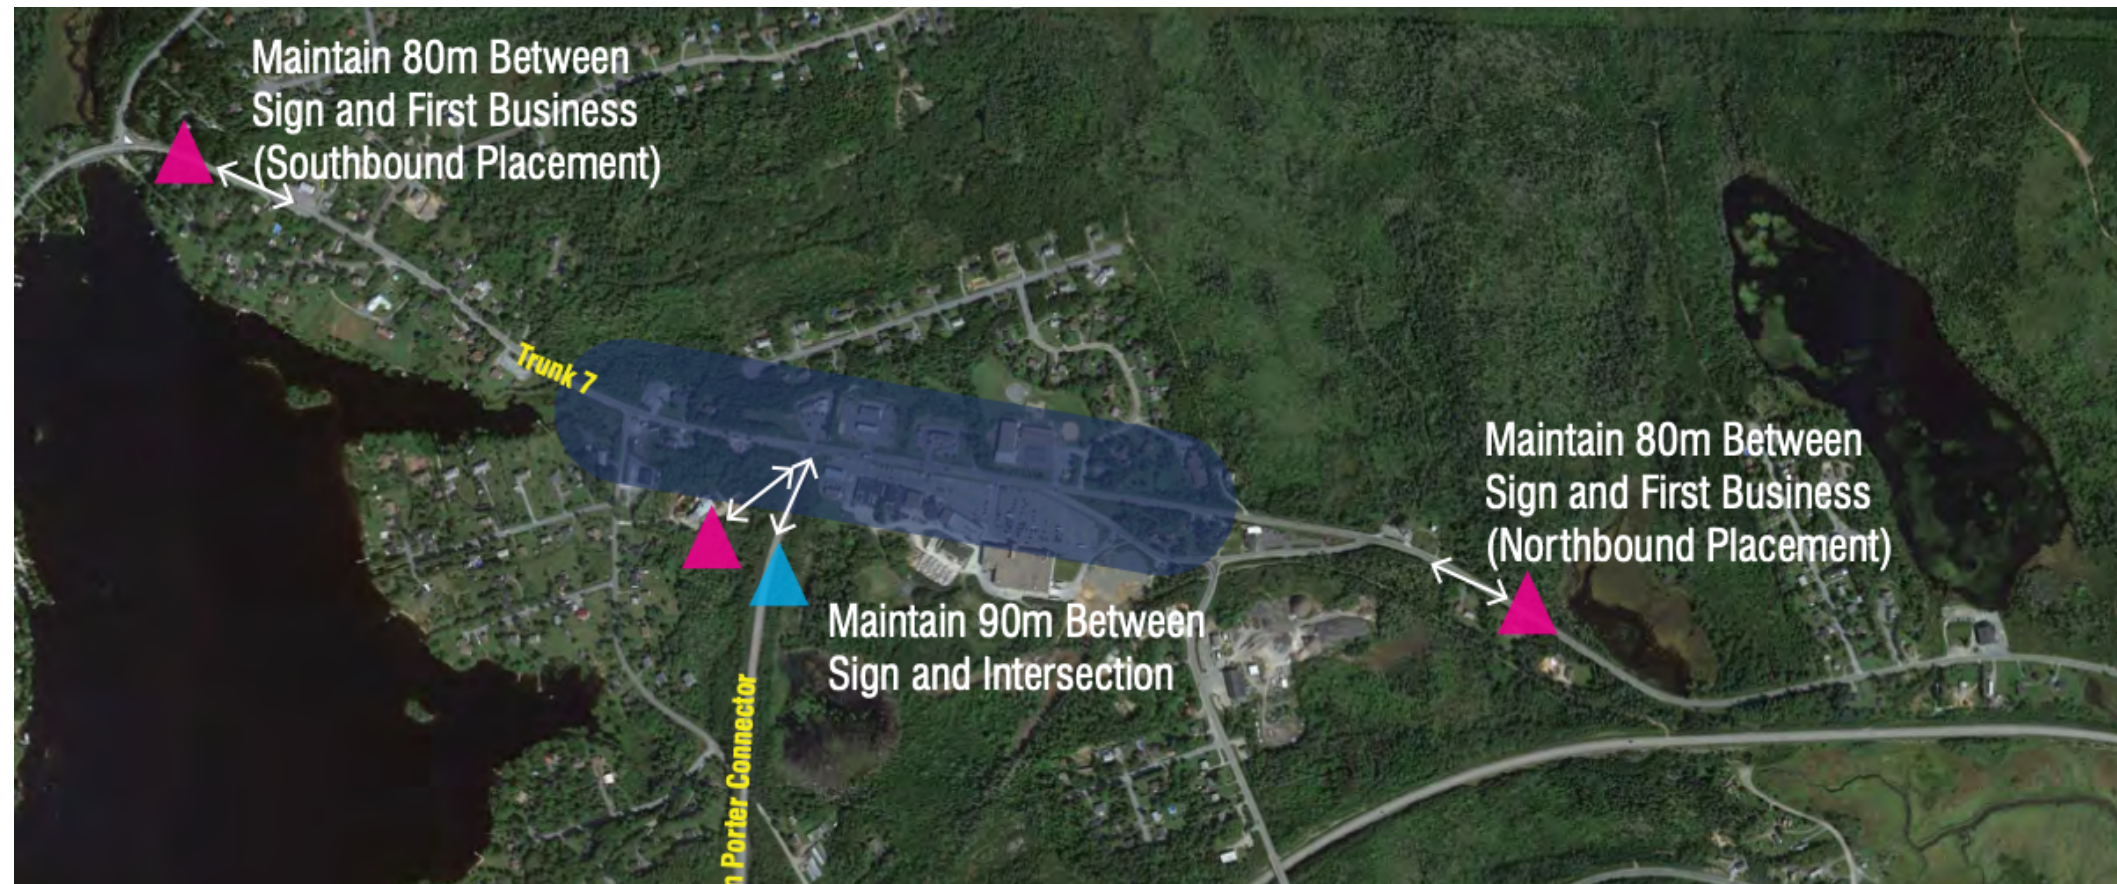 Maintain 80m Between
Sign and First Business
(Southbound Placement)
Trunk 7
Maintain 80m Between
Sign and First Business
(Northbound Placement)
Maintain 90m Between
Sign and Intersection
Porter Connector